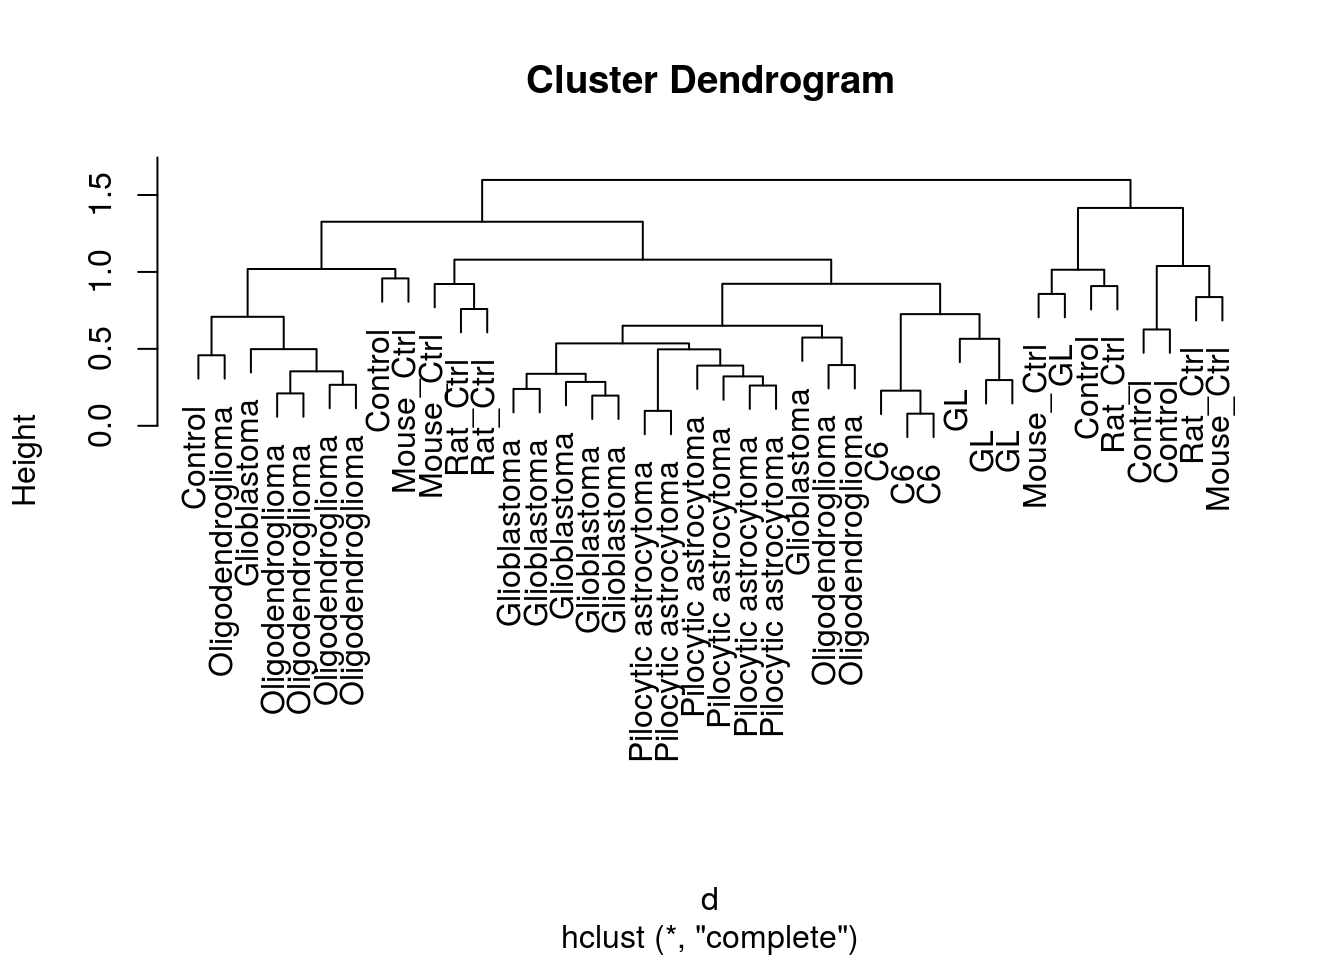 Cluster Dendrogram
Height
0.0
0.5
1.0
1.5
Control
Oligodendroglioma
Glioblastoma
Oligodendroglioma
Oligodendroglioma
Oligodendroglioma
Oligodendroglioma
Control
Mouse_Ctrl
Mouse_Ctrl
Rat_Ctrl
Rat_Ctrl
Glioblastoma
Glioblastoma
Glioblastoma
Glioblastoma
Glioblastoma
Pilocytic astrocytoma
Pilocytic astrocytoma
Pilocytic astrocytoma
Pilocytic astrocytoma
Pilocytic astrocytoma
Pilocytic astrocytoma
Glioblastoma
Oligodendroglioma
Oligodendroglioma
C6
C6
C6
GL
GL
GL
Mouse_Ctrl
GL
Control
Rat_Ctrl
Control
Control
Rat_Ctrl
Mouse_Ctrl
d
hclust (*, "complete")